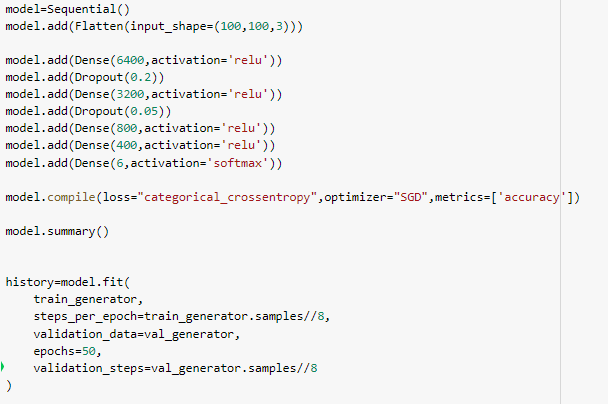 model=Sequential()
model.add(Flatten(input_shape=(100,100,3)))
model.add(Dense(6400,activation='relu'))
model.add(Dropout(0.2))
model.add(Dense(3200,activation='relu'))
model.add(Dropout(0.05))
model.add(Dense(800,activation='relu'))
model.add(Dense(400,activation='relu'))
model.add(Dense(6,activation='softmax'))
model.compile(loss="categorical_crossentropy",optimizer="SGD",metrics=['accuracy'])
model.summary()
history=model.fit(
    train_generator,
    steps_per_epoch=train_generator.samples//8,
    validation_data=val_generator,
    epochs=50,
    validation_steps=val_generator.samples//8
)